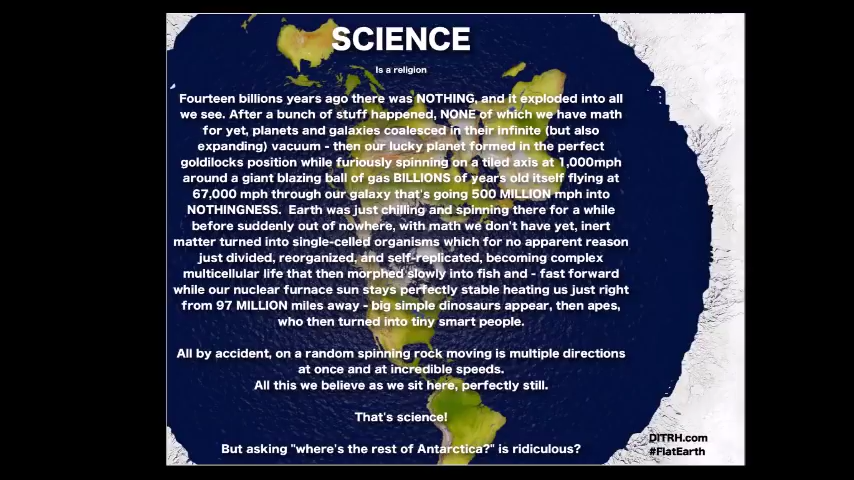 SCIENCE
Is a religion
Fourteen billions years ago there was NOTHING, and it exploded into all
we see. After a bunch of stuff happened, NONE of which we have math
for yet, planets and galaxies coalesced in their infinite (but also
expanding) vacuum - then our lucky planet formed in the perfect
goldilocks position while furiously spinning on a tiled axis at 1,000mph
around a giant blazing ball of gas BILLIONS of years old itself flying at
67,000 mph through our galaxy that's going 500 MILLION mph into
NOTHINGNESS. Earth was just chilling and spinning there for a while
before suddenly out of nowhere, with math we don't have yet, inert
matter turned into single-celled organisms which for no apparent reason
just divided, reorganized, and self-replicated, becoming complex
multicellular life that then morphed slowly into fish and - fast forward
while our nuclear furnace sun stays perfectly stable heating us just right
from 97 MILLION miles away - big simple dinosaurs appear, then apes,
who then turned into tiny smart people.
All by accident, on a random spinning rock moving is multiple directions
at once and at incredible speeds.
All this we believe as we sit here, perfectly still.
That's science!
But asking "where's the rest of Antarctica?" is ridiculous?
DITRH.com
#FlatEarth